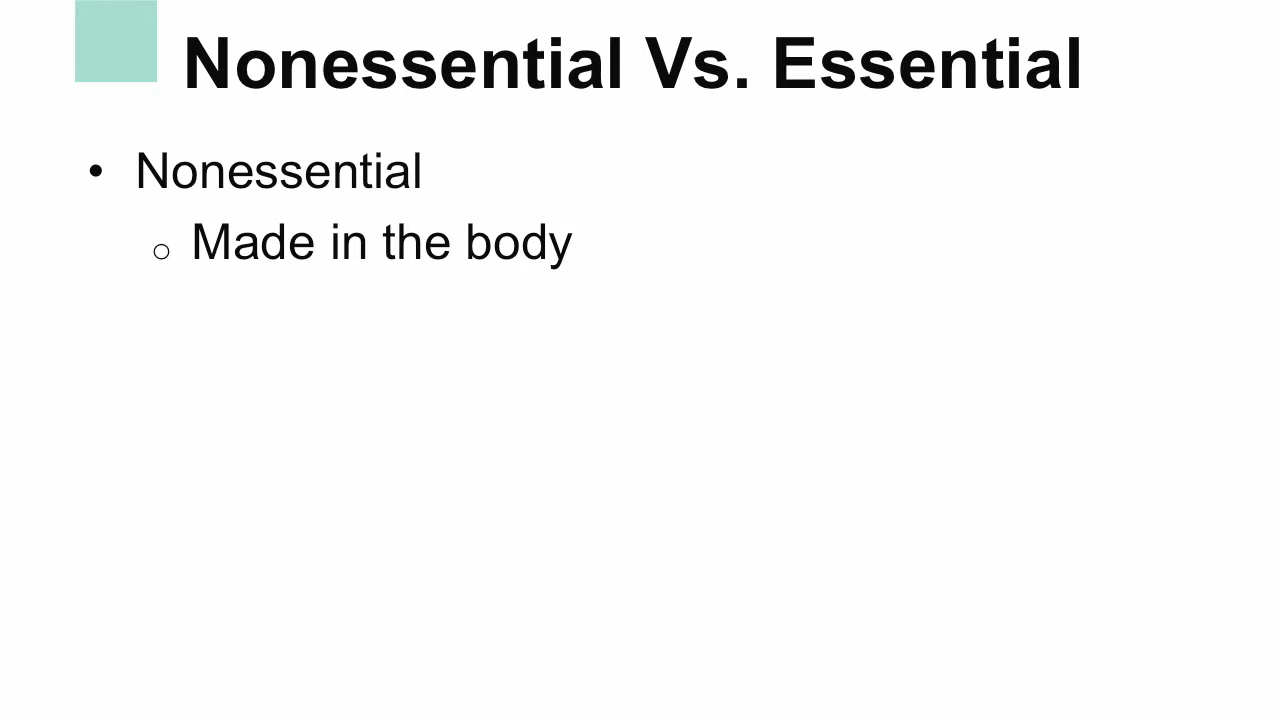 Nonessential Vs. Essential
• Nonessential
○ Made in the body